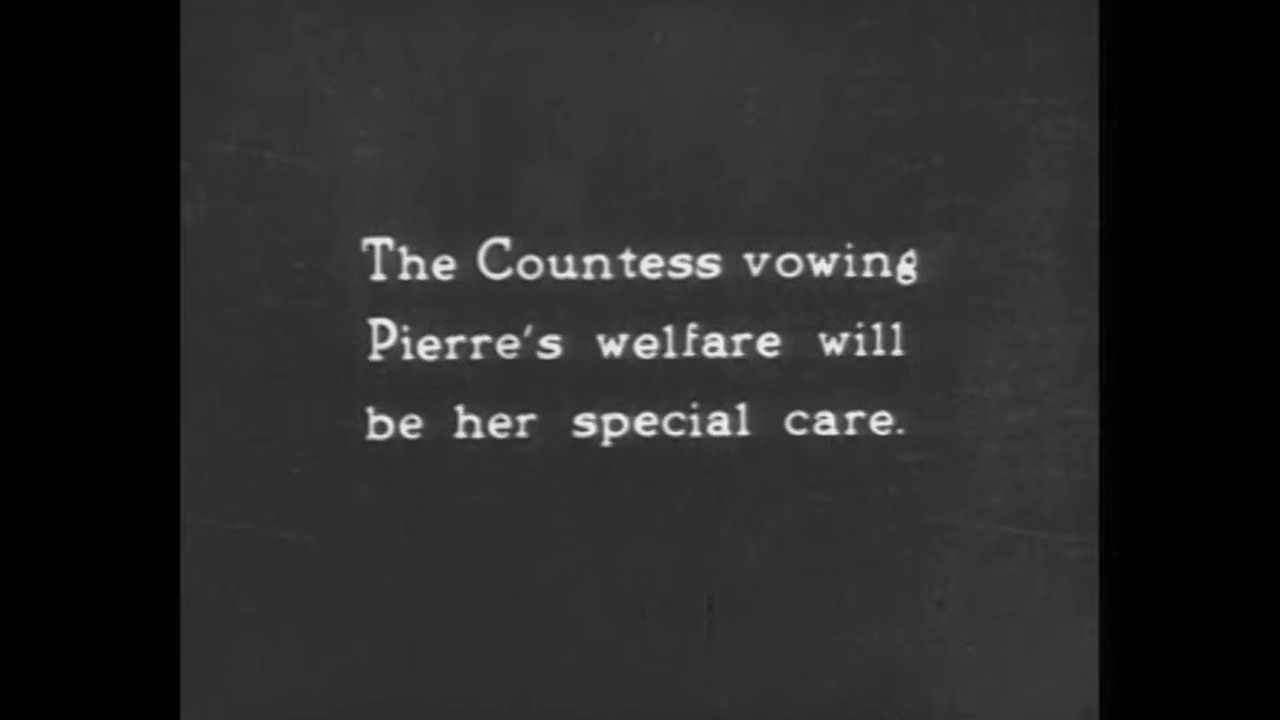 The Countess vowing
Pierre's welfare will
be her special care.